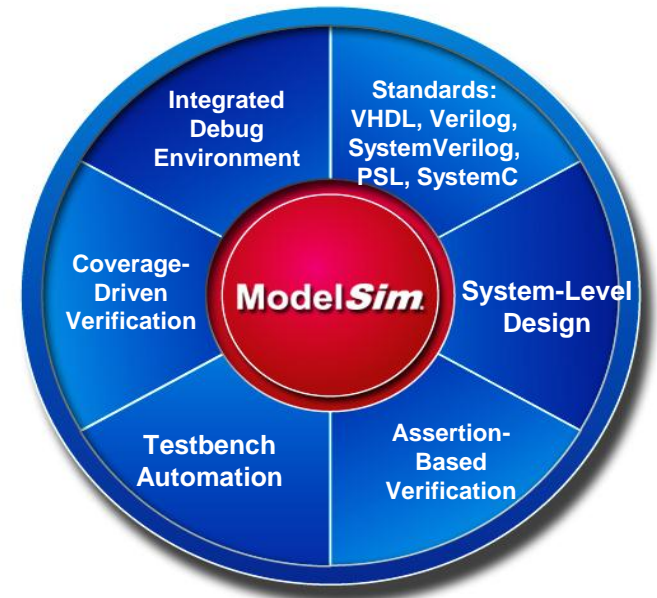 Integrated
Debug
Environment
Standards:
VHDL, Verilog,
SystemVerilog,
PSL, SystemC
Coverage-
Driven
Verification
ModelSim.
System-Level
Design
Testbench
Automation
Assertion-
Based
Verification